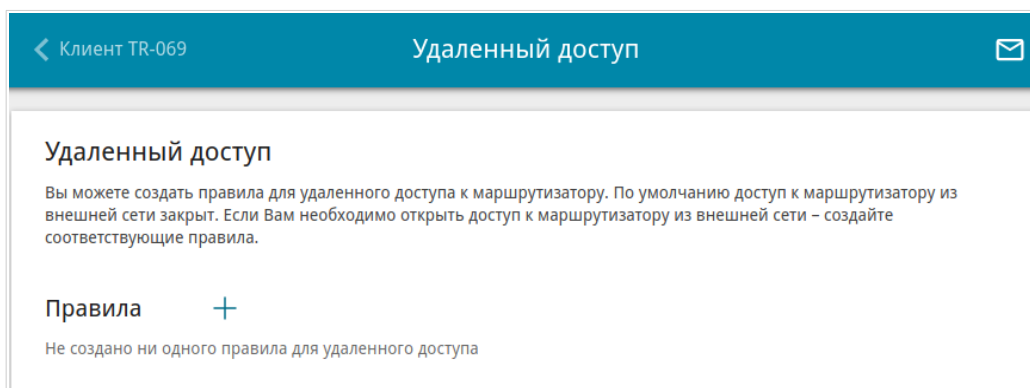 Клиент TR-069
Удаленный доступ
Удаленный доступ
Вы можете создать правила для удаленного доступа к маршрутизатору. По умолчанию доступ к маршрутизатору из
внешней сети закрыт. Если Вам необходимо открыть доступ к маршрутизатору из внешней сети – создайте
соответствующие правила.
Правила
Не создано ни одного правила для удаленного доступа